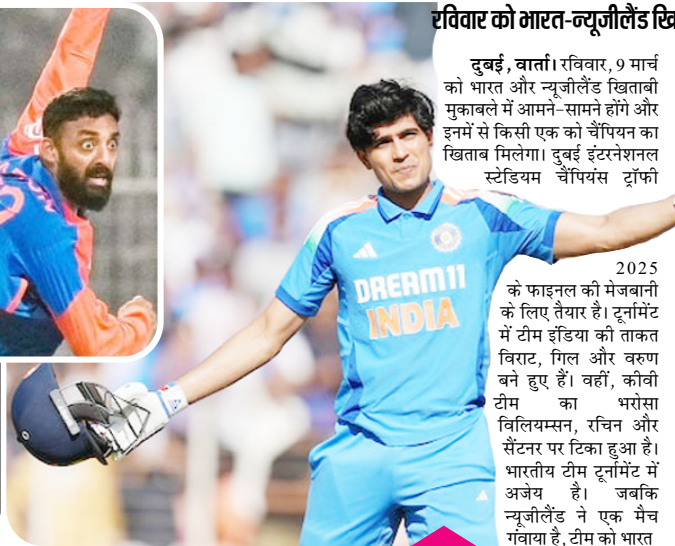 रविवार को भारत-न्यूजीलैंड
दुबई, वार्ता। रविवार, 9 मार्च
को भारत और न्यूजीलैंड खिताबी
मुकाबले में आमने-सामने होंगे और
इनमें से किसी एक को चैंपियन का
खिताब मिलेगा। दुबई इंटरनेशनल
स्टेडियम चैंपियंस ट्रॉफी
2025
के फाइनल की मेजबानी
के लिए तैयार है। टूर्नामेंट
में टीम इंडिया की ताकत
विराट, गिल और वरुण
बने हुए हैं। वहीं, कीवी
टीम का भरोसा
विलियम्सन, रचिन और
सैंटनर पर टिका हुआ है।
भारतीय टीम टूर्नामेंट में
अजेय है। जबकि
न्यूजीलैंड ने एक मैच
गंवाया है, टीम को भारत
DREAM11
INDIA